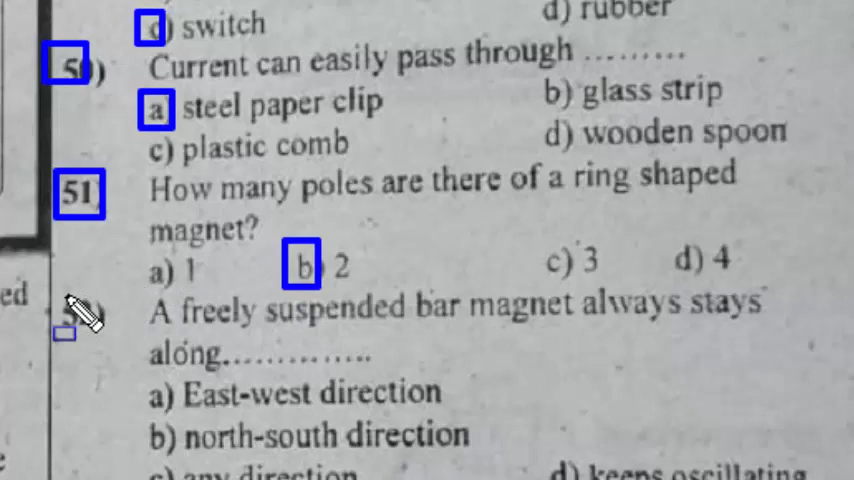 d) rubber
c) switch
50) Current can easily pass through .........
a) steel paper clip b) glass strip
c) plastic comb d) wooden spoon
51) How many poles are there of a ring shaped
magnet?
a) 1 b) 2 c) 3 d) 4
ed
52) A freely suspended bar magnet always stays
along..............
a) East-west direction
b) north-south direction
c) any direction d) keeps oscillating